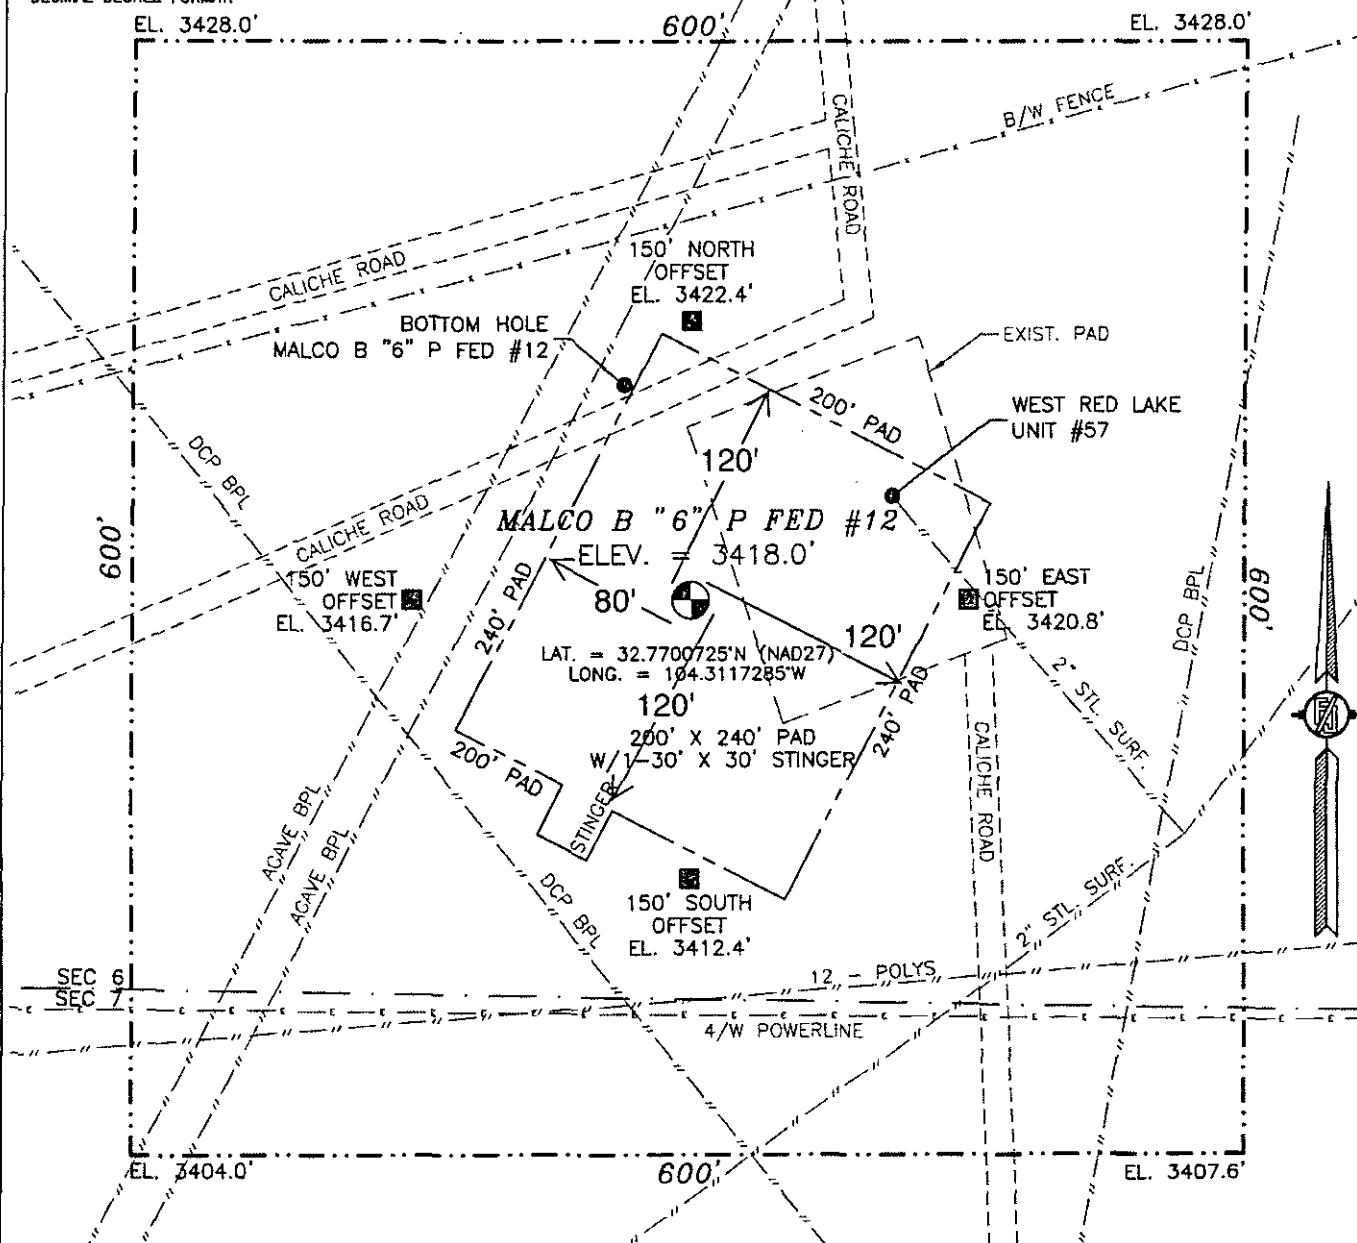 EL. 3428.0'
600'
EL. 3428.0'
B/W FENCE
CALICHE ROAD
CALICHE ROAD
150' NORTH
OFFSET
EL. 3422.4'
BOTTOM HOLE
MALCO B "6" P FED #12
EXIST. PAD
200' PAD
WEST RED LAKE
UNIT #57
DCP BPL
120'
CALICHE ROAD
MALCO B "6" P FED #12
ELEV. = 3418.0'
600'
150' WEST
OFFSET
EL. 3416.7'
240' PAD
80'
150' EAST
OFFSET
EL. 3420.8'
DCP BPL
600'
120'
LAT. = 32.7700725°N (NAD27)
LONG. = 104.3117285°W
2" STL. SURF.
120'
200' X 240' PAD
W/ 1-30' X 30' STINGER
240' PAD
200' PAD
STINGER
CALICHE ROAD
AGAVE BPL
AGAVE BPL
DCP BPL
150' SOUTH
OFFSET
EL. 3412.4'
2" STL. SURF.
SEC 6
SEC 7
12 - POLYS
4/W POWERLINE
EL. 3404.0'
600'
EL. 3407.6'